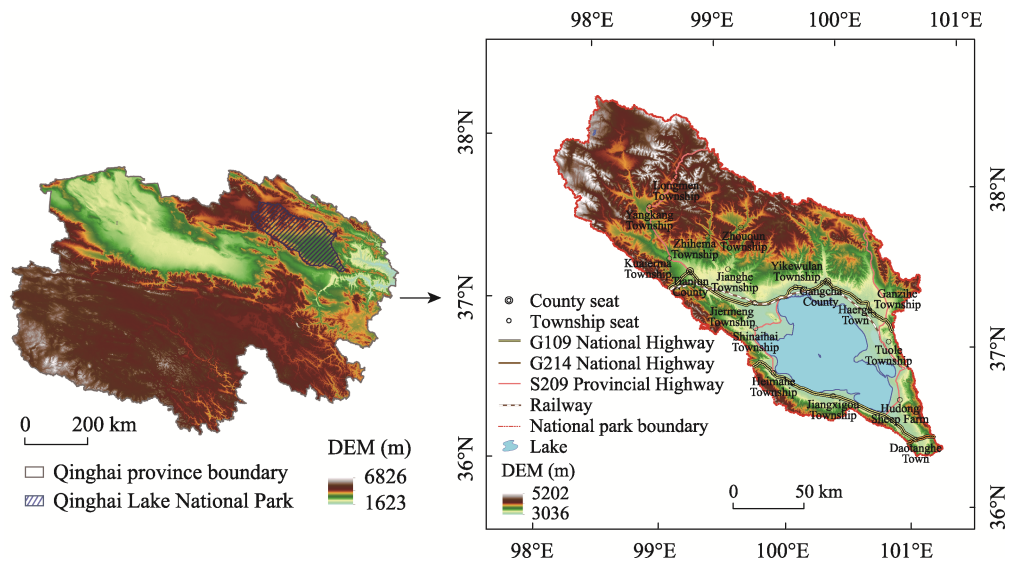 98°E 99°E 100°E 101°E
38°N
37°N
36°N
38°N
37°N
36°N
98°E 99°E 100°E 101°E
0 200 km
Qinghai province boundary
Qinghai Lake National Park
DEM (m)
6826
1623
Longmen
Township
Yangkang
Township
Zhouqun
Township
Zhihema
Township
Kuaierma
Township
Tianjun
County
Jianghe
Township
Yikewulan
Township
Gangcha
County
Ganzihe
Township
Haerga
Town
Jiermeng
Township
Shinaihai
Township
Tuole
Township
Heimahe
Township
Jiangxigou
Township
Hudong
Sheep Farm
Daotanghe
Town
County seat
Township seat
G109 National Highway
G214 National Highway
S209 Provincial Highway
Railway
National park boundary
Lake
DEM (m)
5202
3036
0 50 km